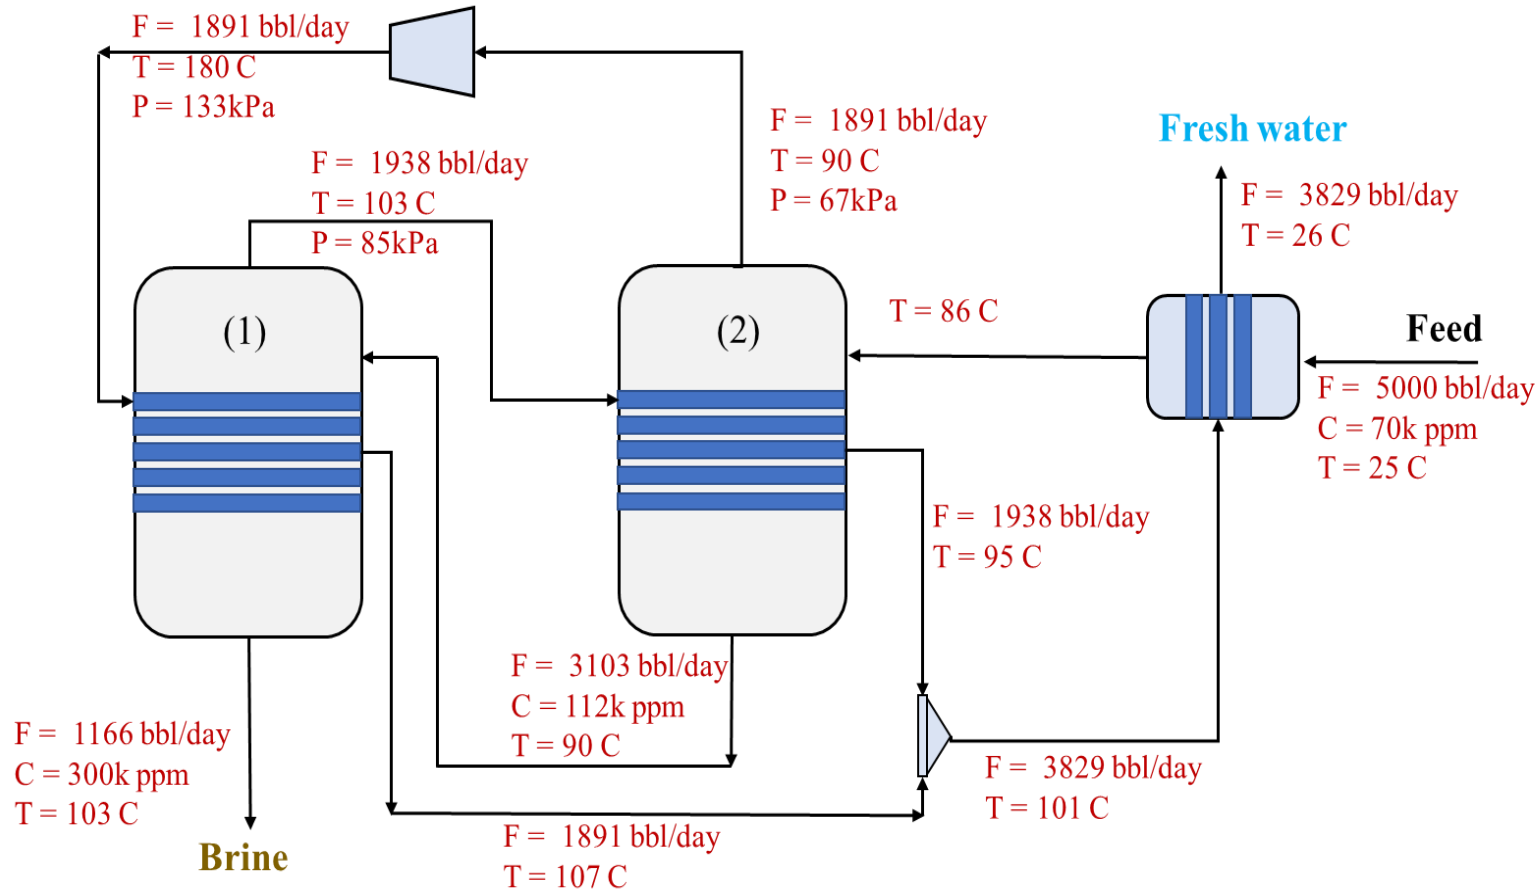 F = 1891 bbl/day
T = 180 C
P = 133kPa
F = 1938 bbl/day
T = 103 C
P = 85kPa
F = 1891 bbl/day
T = 90 C
P = 67kPa
Fresh water
F = 3829 bbl/day
T = 26 C
(1)
(2)
T = 86 C
Feed
F = 5000 bbl/day
C = 70k ppm
T = 25 C
F = 1938 bbl/day
T = 95 C
F = 3103 bbl/day
C = 112k ppm
T = 90 C
F = 1166 bbl/day
C = 300k ppm
T = 103 C
Brine
F = 3829 bbl/day
T = 101 C
F = 1891 bbl/day
T = 107 C